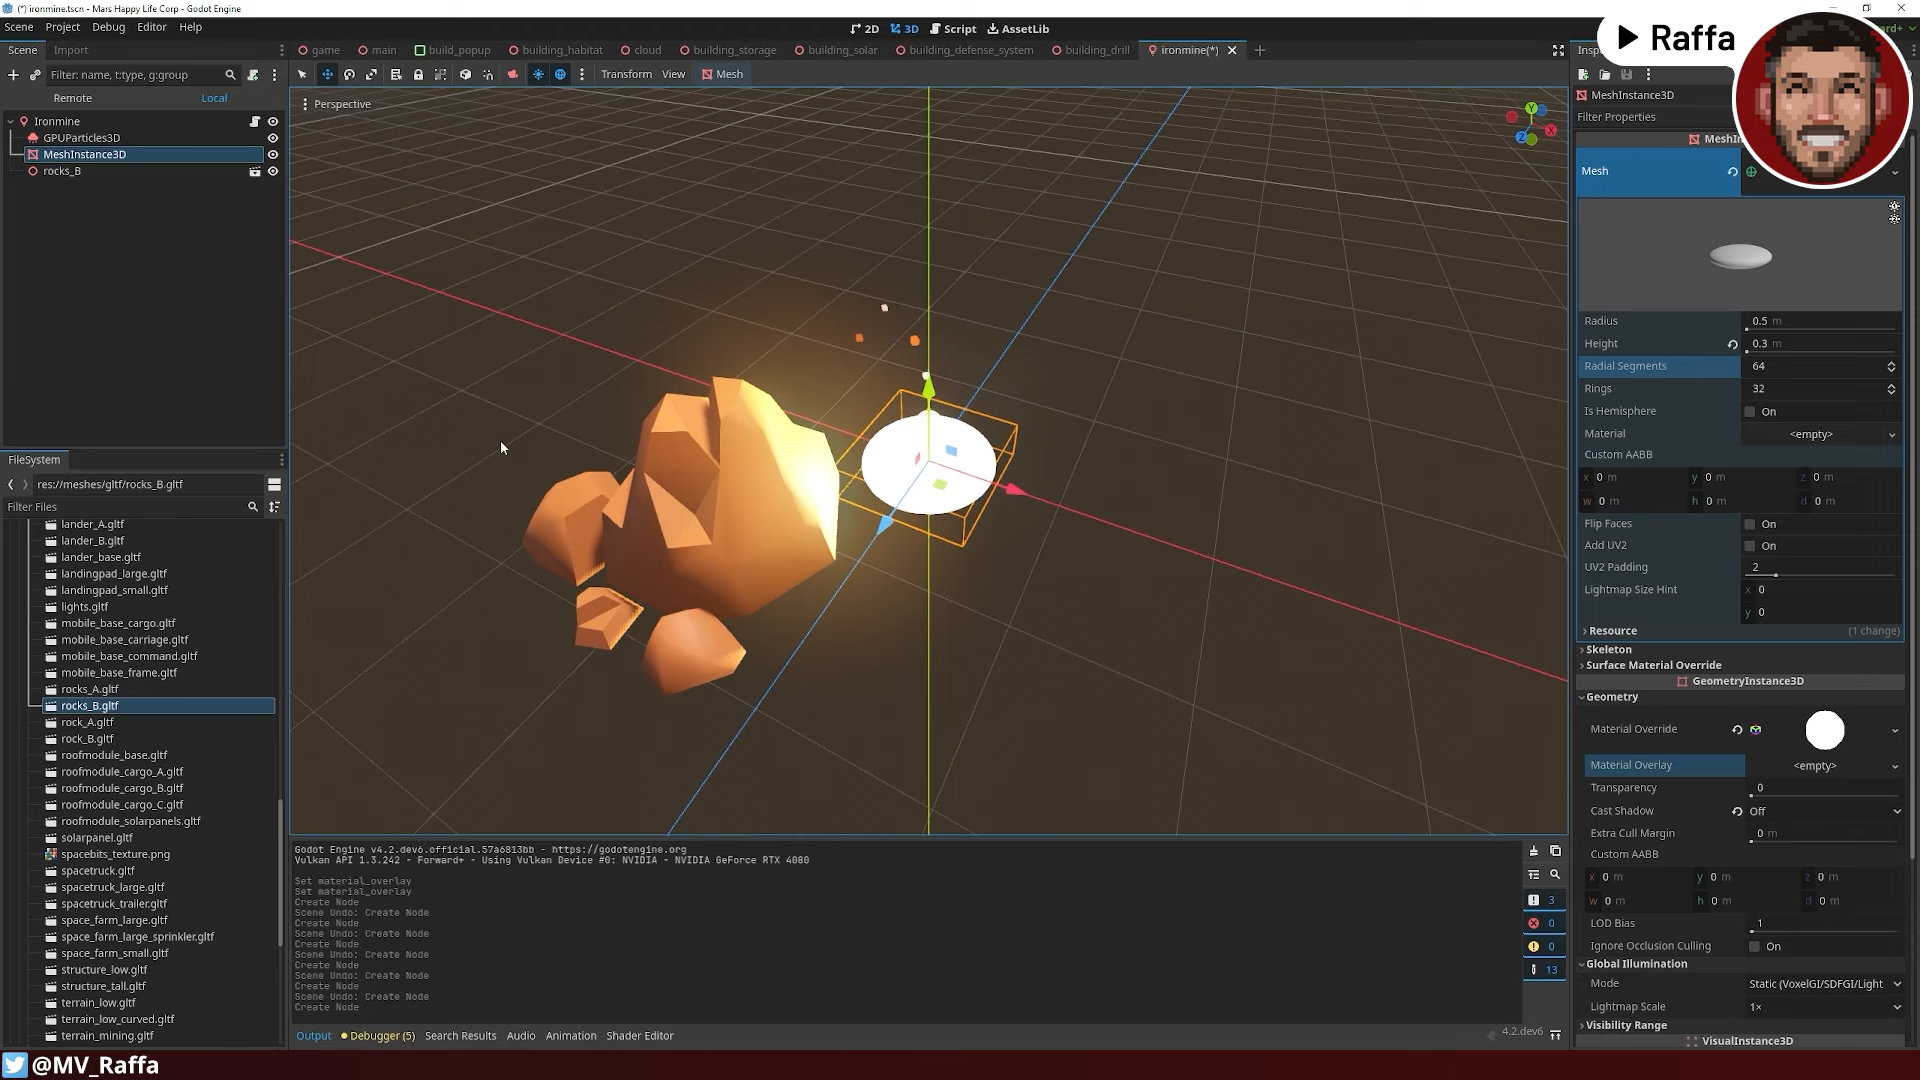 (*) ironmine.tscn - Mars Happy Life Corp - Godot Engine
Scene Project Debug Editor Help
2D 3D Script AssetLib
Raffa
Scene Import
game main build_popup building_habitat cloud building_storage building_solar building_defense_system building_drill ironmine(*)
Filter: name, t:type, g:group
Transform View Mesh
Remote Local
Perspective
Ironmine
GPUParticles3D
MeshInstance3D
rocks_B
FileSystem
res://meshes/gltf/rocks_B.gltf
Filter Files
lander_A.gltf
lander_B.gltf
lander_base.gltf
landingpad_large.gltf
landingpad_small.gltf
lights.gltf
mobile_base_cargo.gltf
mobile_base_carriage.gltf
mobile_base_command.gltf
mobile_base_frame.gltf
rocks_A.gltf
rocks_B.gltf
rock_A.gltf
rock_B.gltf
roofmodule_base.gltf
roofmodule_cargo_A.gltf
roofmodule_cargo_B.gltf
roofmodule_cargo_C.gltf
roofmodule_solarpanels.gltf
solarpanel.gltf
spacebits_texture.png
spacetruck.gltf
spacetruck_large.gltf
spacetruck_trailer.gltf
space_farm_large.gltf
space_farm_large_sprinkler.gltf
space_farm_small.gltf
structure_low.gltf
structure_tall.gltf
terrain_low.gltf
terrain_low_curved.gltf
terrain_mining.gltf
Y
X
Z
Godot Engine v4.2.dev6.official.57a6813bb - https://godotengine.org
Vulkan API 1.3.242 - Forward+ - Using Vulkan Device #0: NVIDIA - NVIDIA GeForce RTX 4080
Set material_overlay
Set material_overlay
Create Node
Scene Undo: Create Node
Create Node
Scene Undo: Create Node
Create Node
Scene Undo: Create Node
Create Node
Scene Undo: Create Node
Create Node
Scene Undo: Create Node
Create Node
3
0
0
13
Output Debugger (5) Search Results Audio Animation Shader Editor
4.2.dev6
MeshInstance3D
Filter Properties
Mesh
Radius 0.5 m
Height 0.3 m
Radial Segments 64
Rings 32
Is Hemisphere On
Material <empty>
Custom AABB
x 0 m y 0 m z 0 m
w 0 m h 0 m d 0 m
Flip Faces On
Add UV2 On
UV2 Padding 2
Lightmap Size Hint x 0
y 0
Resource (1 change)
Skeleton
Surface Material Override
GeometryInstance3D
Geometry
Material Override
Material Overlay <empty>
Transparency 0
Cast Shadow Off
Extra Cull Margin 0 m
Custom AABB
x 0 m y 0 m z 0 m
w 0 m h 0 m d 0 m
LOD Bias 1
Ignore Occlusion Culling On
Global Illumination
Mode Static (VoxelGI/SDFGI/Light
Lightmap Scale 1×
Visibility Range
VisualInstance3D
@MV_Raffa